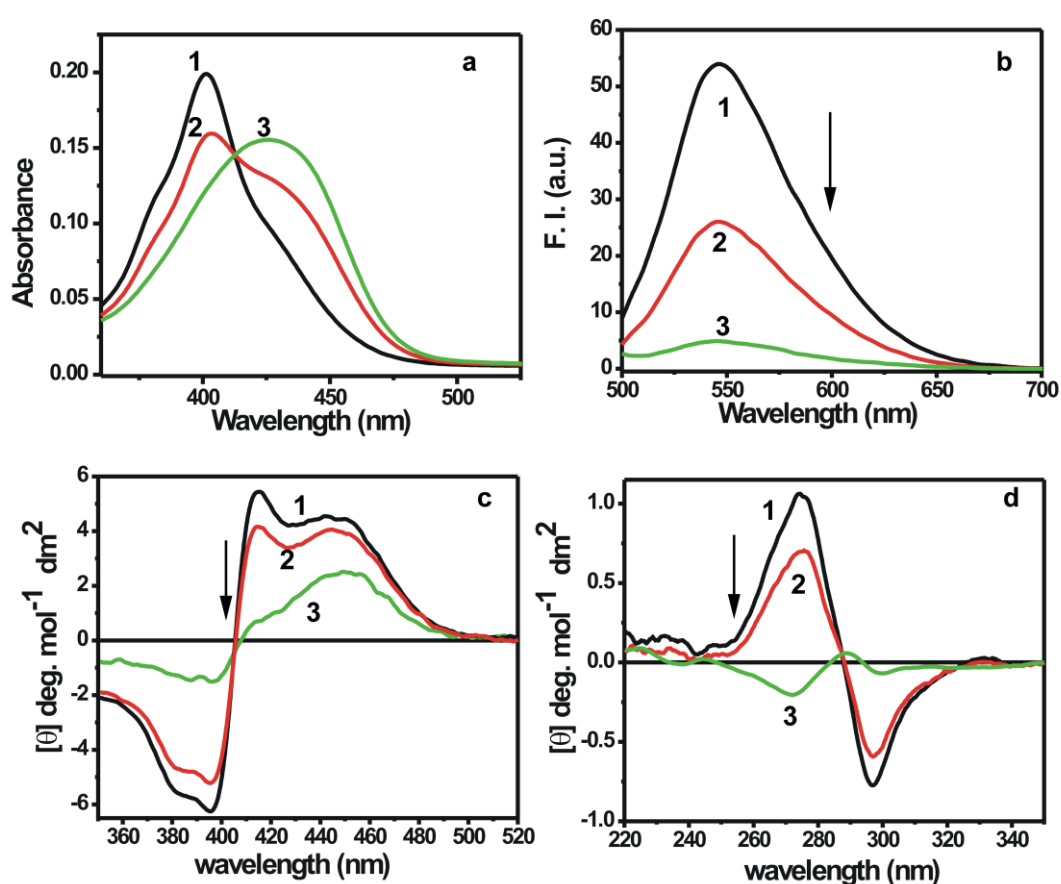 a
1
2
3
0.20
0.15
0.10
0.05
0.00
Absorbance
400 450 500
Wavelength (nm)
b
1
2
3
60
50
40
30
20
10
0
F. I. (a.u.)
500 550 600 650 700
Wavelength (nm)
c
1
2
3
6
4
2
0
-2
-4
-6
[θ] deg. mol-1 dm2
360 380 400 420 440 460 480 500 520
wavelength (nm)
d
1
2
3
1.0
0.5
0.0
-0.5
-1.0
[θ] deg. mol-1 dm2
220 240 260 280 300 320 340
wavelength (nm)